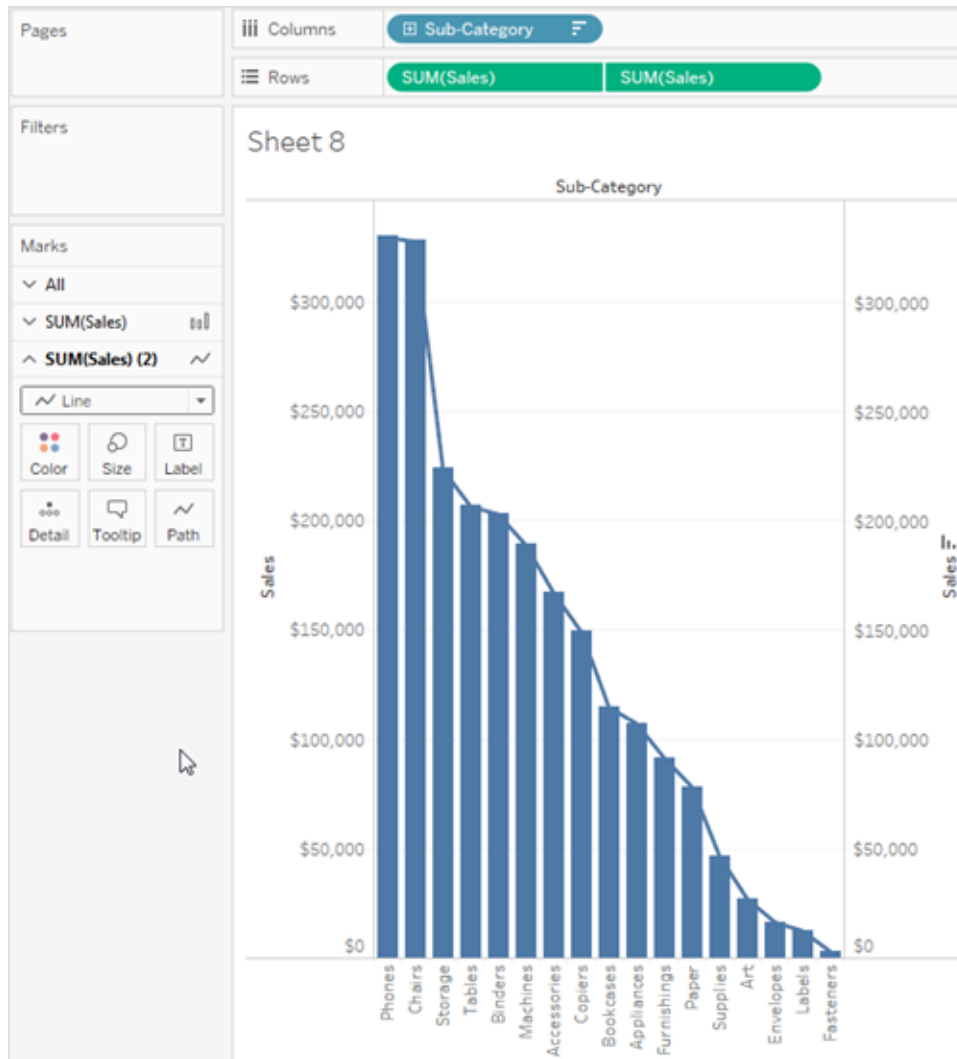 Pages
Columns
Sub-Category
Rows
SUM(Sales)
SUM(Sales)
Filters
Marks
All
SUM(Sales)
SUM(Sales) (2)
Line
Color
Size
Label
Detail
Tooltip
Path
Sheet 8
Sub-Category
Sales
$300,000
$250,000
$200,000
$150,000
$100,000
$50,000
$0
$300,000
$250,000
$200,000
$150,000
$100,000
$50,000
$0
Sales
Phones
Chairs
Storage
Tables
Binders
Machines
Accessories
Copiers
Bookcases
Appliances
Furnishings
Paper
Supplies
Art
Envelopes
Labels
Fasteners